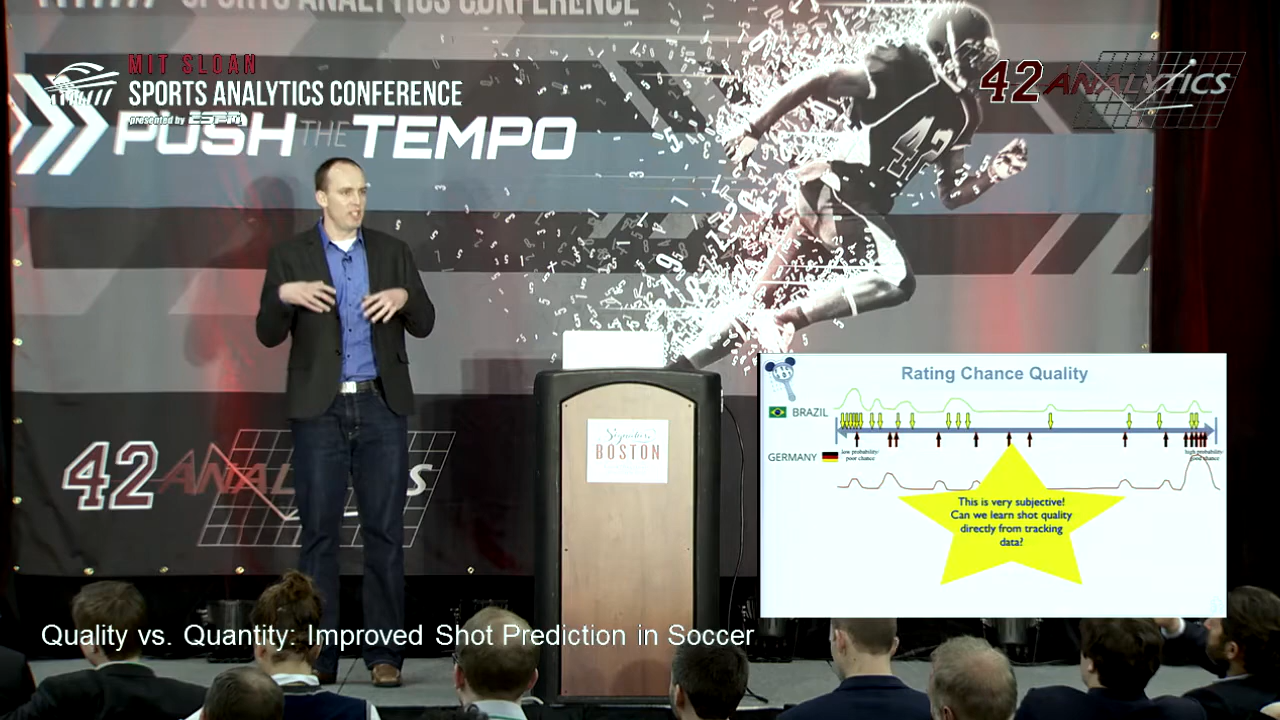 SPORTS ANALYTICS CONFERENCE
MIT SLOAN
SPORTS ANALYTICS CONFERENCE
presented by ESPN
PUSH THE TEMPO
42 ANALYTICS
42
42 ANALYTICS
Signature
BOSTON
Rating Chance Quality
BRAZIL
low probability/
poor chance
high probability/
good chance
GERMANY
This is very subjective!
Can we learn shot quality
directly from tracking
data?
Quality vs. Quantity: Improved Shot Prediction in Soccer